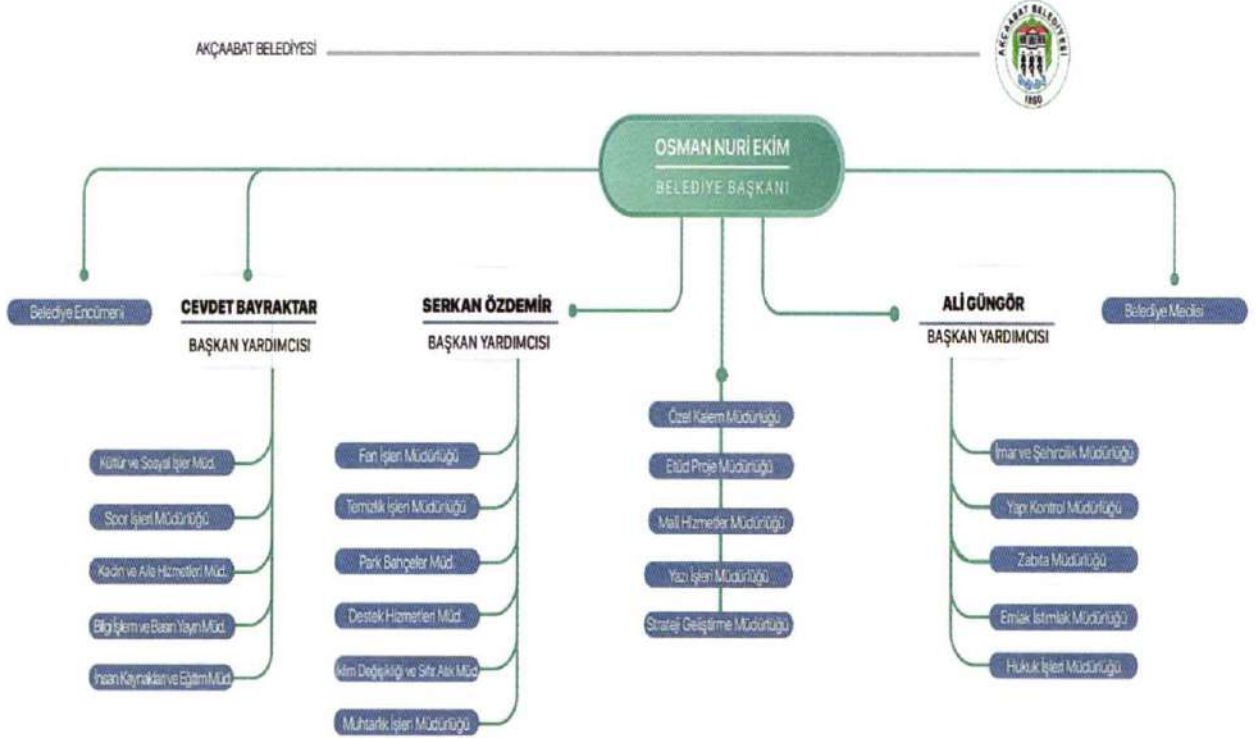 AKÇAABAT BELEDİYESİ
AKÇAABAT BELEDİYESİ
1880
OSMAN NURİ EKİM
BELEDİYE BAŞKANI
Belediye Encümeni
CEVDET BAYRAKTAR
BAŞKAN YARDIMCISI
SERKAN ÖZDEMİR
BAŞKAN YARDIMCISI
ALİ GÜNGÖR
BAŞKAN YARDIMCISI
Belediye Meclisi
Kültür ve Sosyal İşler Müd.
Spor İşleri Müdürlüğü
Kadın ve Aile Hizmetleri Müd.
Bilgi İşlem ve Basın Yayın Müd.
İnsan Kaynakları ve Eğitim Müd.
Fen İşleri Müdürlüğü
Temizlik İşleri Müdürlüğü
Park Bahçeler Müd.
Destek Hizmetleri Müd.
İklim Değişikliği ve Sıfır Atık Müd.
Muhtarlık İşleri Müdürlüğü
Özel Kalem Müdürlüğü
Etüd Proje Müdürlüğü
Mali Hizmetler Müdürlüğü
Yazı İşleri Müdürlüğü
Strateji Geliştirme Müdürlüğü
İmar ve Şehircilik Müdürlüğü
Yapı Kontrol Müdürlüğü
Zabıta Müdürlüğü
Emlak İstimlak Müdürlüğü
Hukuk İşleri Müdürlüğü